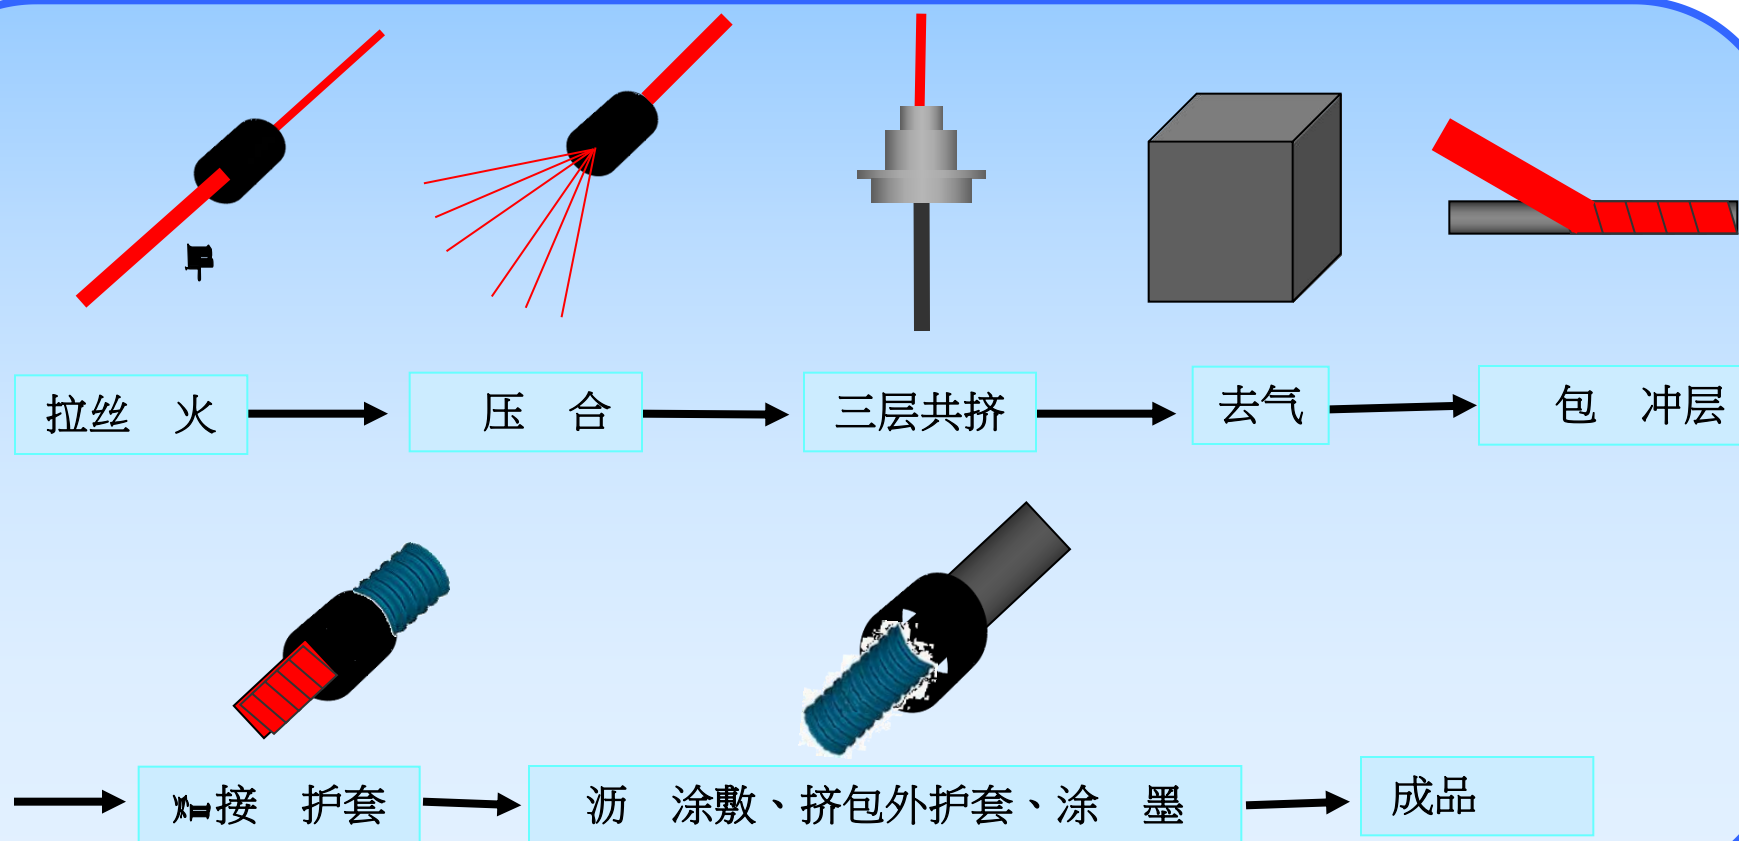 拉丝 火
压 合
三层共挤
去气
包 冲层
接 护套
沥 涂敷、挤包外护套、涂 墨
成品